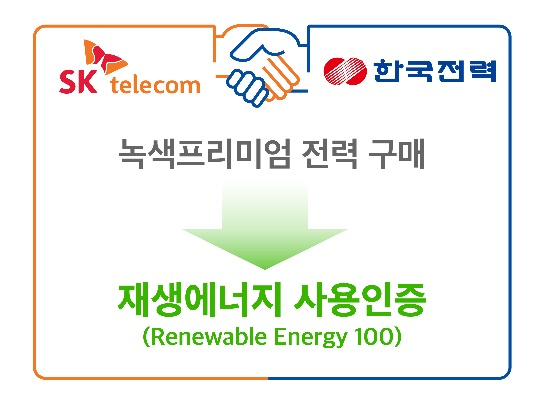 SK telecom
한국전력
녹색프리미엄 전력 구매
재생에너지 사용인증
(Renewable Energy 100)